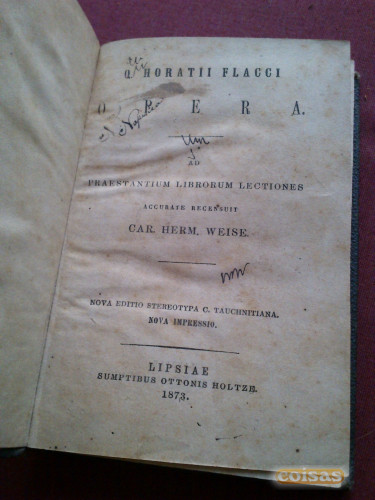 Q HORATII FLACCI
OPERA.
Napoleão
AD
PRAESTANTIUM LIBRORUM LECTIONES
ACCURATE RECENSUIT
CAR. HERM. WEISE.
NOVA EDITIO STEREOTYPA C. TAUCHNITIANA.
NOVA IMPRESSIO.
LIPSIAE
SUMPTIBUS OTTONIS HOLTZE.
1873.
coisas